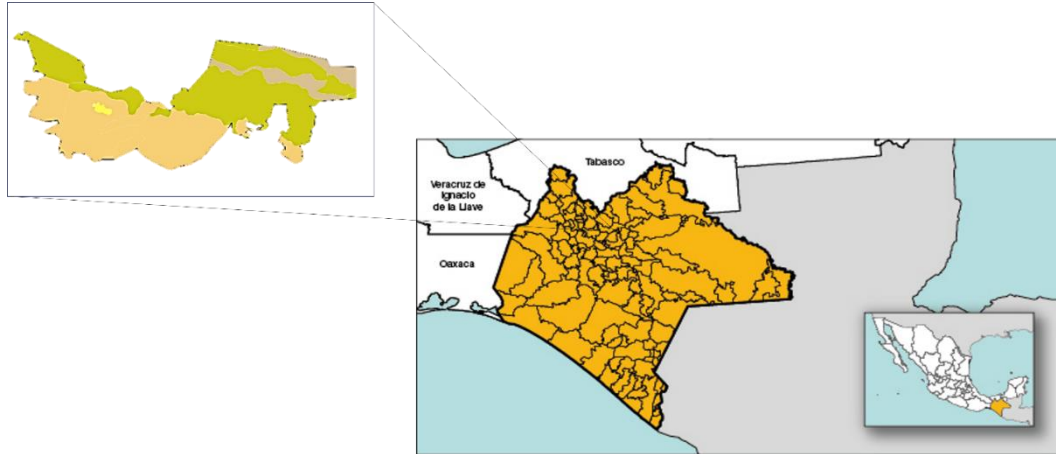 Tabasco
Veracruz de
Ignacio
de la Llave
Oaxaca